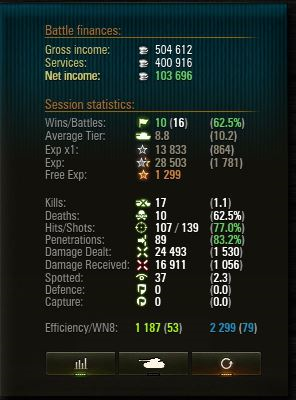 Battle finances:
Gross income: 504 612
Services: 400 916
Net income: 103 696
Session statistics:
Wins/Battles: 10 (16) (62.5%)
Average Tier: 8.8 (10.2)
Exp x1: 13 833 (864)
Exp: 28 503 (1 781)
Free Exp: 1 299
Kills: 17 (1.1)
Deaths: 10 (62.5%)
Hits/Shots: 107 / 139 (77.0%)
Penetrations: 89 (83.2%)
Damage Dealt: 24 493 (1 530)
Damage Received: 16 911 (1 056)
Spotted: 37 (2.3)
Defence: 0 (0.0)
Capture: 0 (0.0)
Efficiency/WN8: 1 187 (53) 2 299 (79)